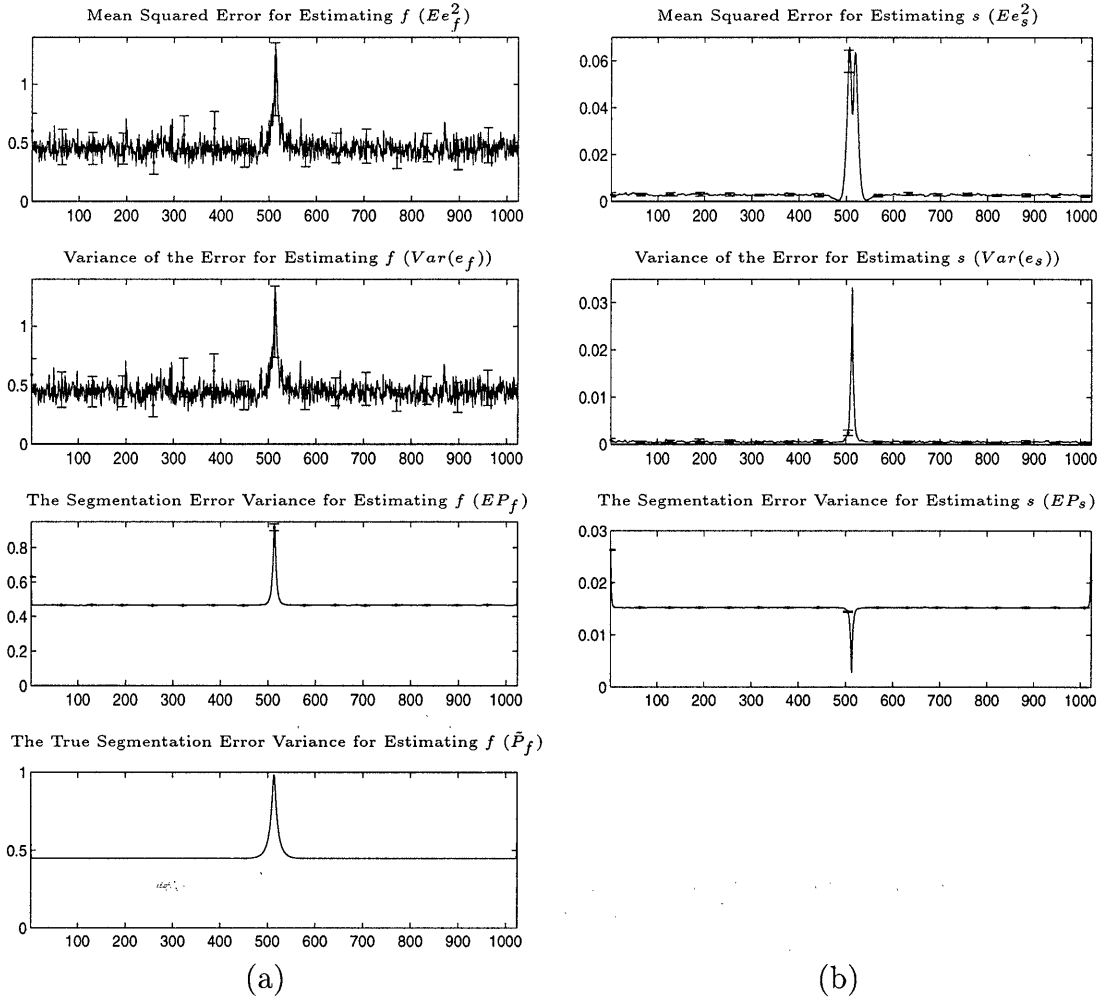 Mean Squared Error for Estimating f (Ee_f^2)
1
0.5
0
100 200 300 400 500 600 700 800 900 1000
Variance of the Error for Estimating f (Var(e_f))
1
0.5
0
100 200 300 400 500 600 700 800 900 1000
The Segmentation Error Variance for Estimating f (EP_f)
0.8
0.6
0.4
0.2
0
100 200 300 400 500 600 700 800 900 1000
The True Segmentation Error Variance for Estimating f (P̃_f)
1
0.5
0
100 200 300 400 500 600 700 800 900 1000
(a)
Mean Squared Error for Estimating s (Ee_s^2)
0.06
0.04
0.02
0
100 200 300 400 500 600 700 800 900 1000
Variance of the Error for Estimating s (Var(e_s))
0.03
0.02
0.01
0
100 200 300 400 500 600 700 800 900 1000
The Segmentation Error Variance for Estimating s (EP_s)
0.03
0.02
0.01
0
100 200 300 400 500 600 700 800 900 1000
(b)